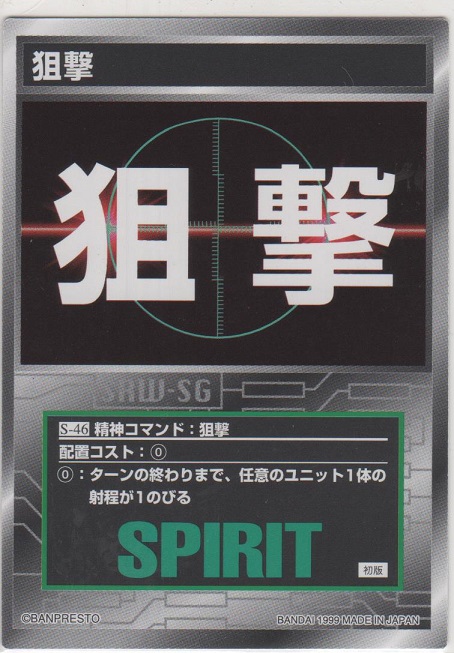 狙撃
狙撃
SRW-SG
S-46 精神コマンド：狙撃
配置コスト：⓪
⓪：ターンの終わりまで、任意のユニット1体の
射程が1のびる
SPIRIT
初版
©BANPRESTO
BANDAI 1999 MADE IN JAPAN